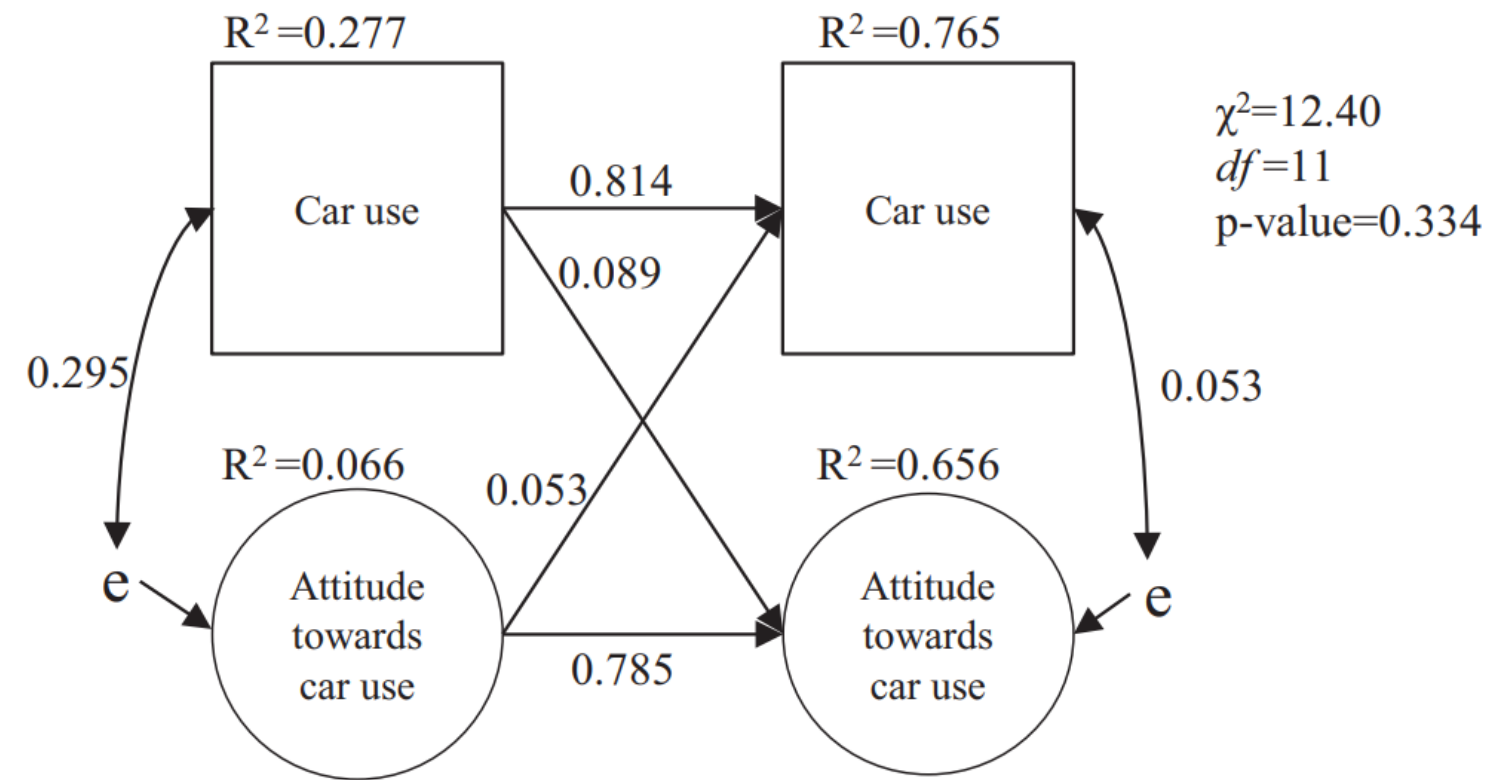 R² =0.277
R² =0.765
χ²=12.40
df =11
p-value=0.334
Car use
0.814
Car use
0.089
0.295
0.053
R² =0.066
0.053
R² =0.656
e
Attitude
towards
car use
0.785
Attitude
towards
car use
e